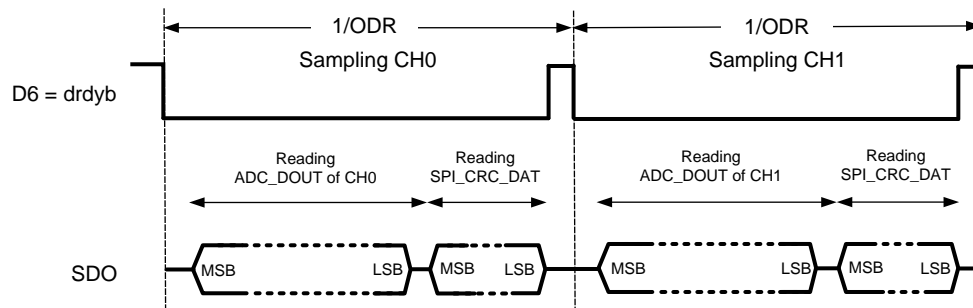 1/ODR
1/ODR
Sampling CH0
Sampling CH1
D6 = drdyb
Reading
ADC_DOUT of CH0
Reading
SPI_CRC_DAT
Reading
ADC_DOUT of CH1
Reading
SPI_CRC_DAT
SDO
MSB
LSB
MSB
LSB
MSB
LSB
MSB
LSB